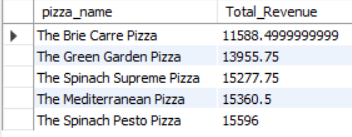 pizza_name Total_Revenue
The Brie Carre Pizza 11588.4999999999
The Green Garden Pizza 13955.75
The Spinach Supreme Pizza 15277.75
The Mediterranean Pizza 15360.5
The Spinach Pesto Pizza 15596